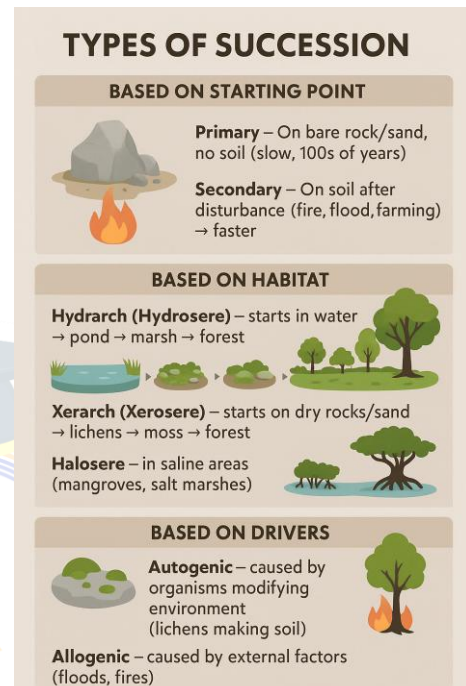 TYPES OF SUCCESSION
BASED ON STARTING POINT
Primary – On bare rock/sand,
no soil (slow, 100s of years)
Secondary – On soil after
disturbance (fire, flood, farming)
→ faster
BASED ON HABITAT
Hydrarch (Hydrosere) – starts in water
→ pond → marsh → forest
Xerarch (Xerosere) – starts on dry rocks/sand
→ lichens → moss → forest
Halosere – in saline areas
(mangroves, salt marshes)
BASED ON DRIVERS
Autogenic – caused by
organisms modifying
environment
(lichens making soil)
Allogenic – caused by external factors
(floods, fires)